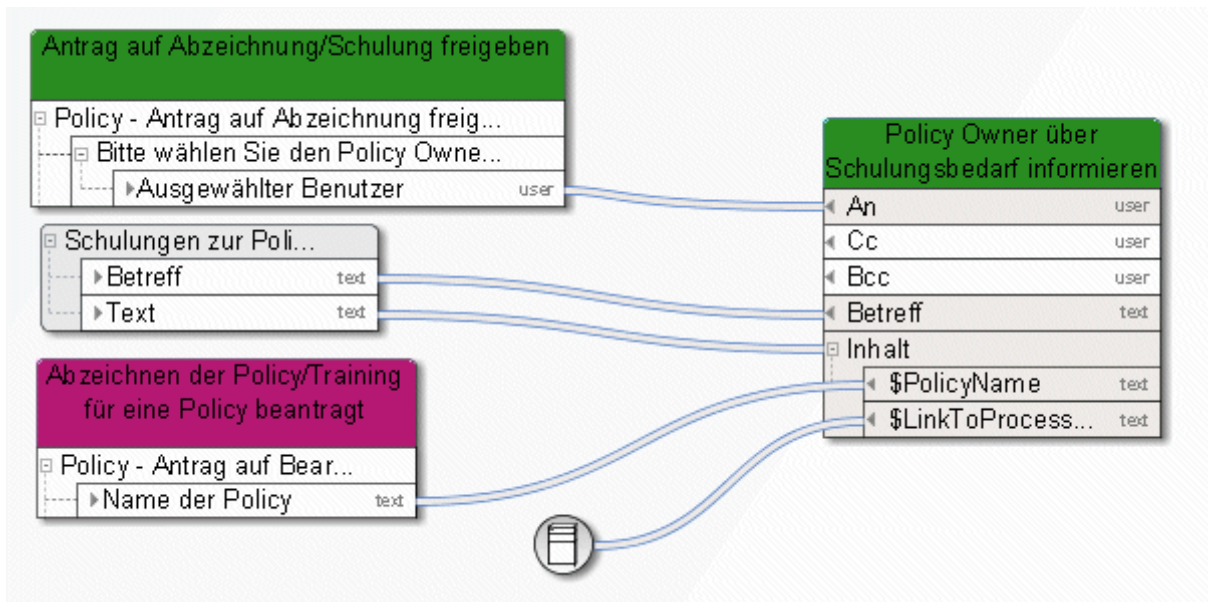 Antrag auf Abzeichnung/Schulung freigeben
Policy - Antrag auf Abzeichnung freig...
Bitte wählen Sie den Policy Owne...
Ausgewählter Benutzer user
Schulungen zur Poli...
Betreff text
Text text
Abzeichnen der Policy/Training
für eine Policy beantragt
Policy - Antrag auf Bear...
Name der Policy text
Policy Owner über
Schulungsbedarf informieren
An user
Cc user
Bcc user
Betreff text
Inhalt
$PolicyName text
$LinkToProcess... text